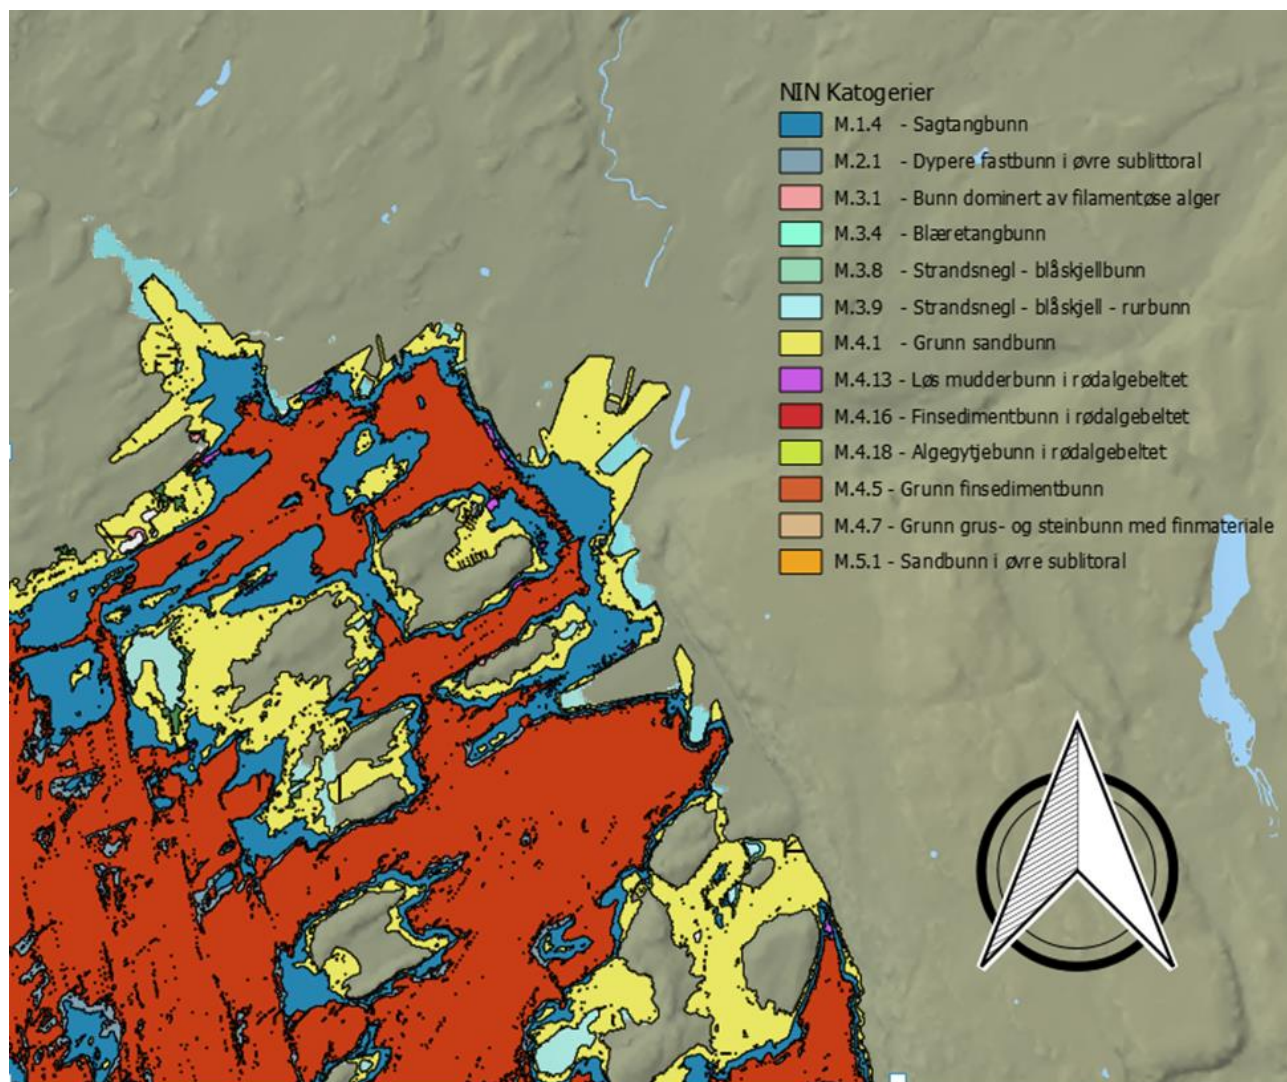 NIN Katogerier
M.1.4 - Sagtangbunn
M.2.1 - Dypere fastbunn i øvre sublittoral
M.3.1 - Bunn dominert av filamentøse alger
M.3.4 - Blæretangbunn
M.3.8 - Strandsnegl - blåskjellbunn
M.3.9 - Strandsnegl - blåskjell - rurbunn
M.4.1 - Grunn sandbunn
M.4.13 - Løs mudderbunn i rødalgebeltet
M.4.16 - Finsedimentbunn i rødalgebeltet
M.4.18 - Algegytjebunn i rødalgebeltet
M.4.5 - Grunn finsedimentbunn
M.4.7 - Grunn grus- og steinbunn med finmateriale
M.5.1 - Sandbunn i øvre sublitoral